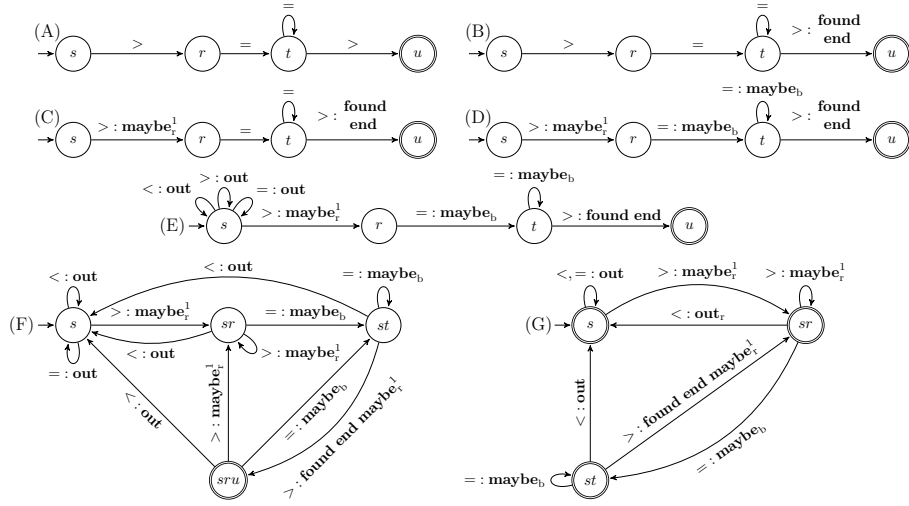 (A) s > r = = t > u
(B) s > r = = t > : found end u
(C) s > : maybe_r^1 r = = t > : found end u
(D) s > : maybe_r^1 r = : maybe_b = : maybe_b t > : found end u
(E) < : out > : out = : out s > : maybe_r^1 r = : maybe_b = : maybe_b t > : found end u
(F) < : out s = : out > : maybe_r^1 < : out sr > : maybe_r^1 = : maybe_b < : out = : maybe_b st
< : out > : maybe_r^1 = : maybe_b > : found end maybe_r^1
sru
(G) <, = : out s > : maybe_r^1 < : out_r > : maybe_r^1 sr
< : out > : found end maybe_r^1 = : maybe_b
= : maybe_b st